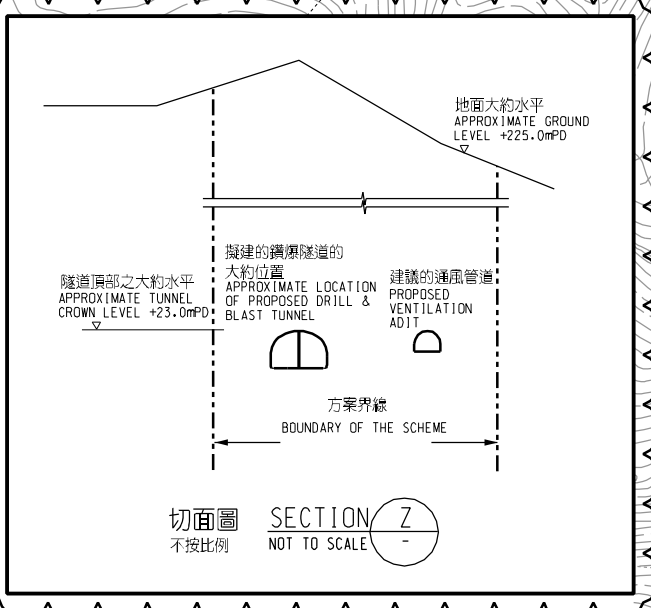 地面大約水平
APPROXIMATE GROUND
LEVEL +225.0mPD
擬建的鑽爆隧道的
大約位置
APPROXIMATE LOCATION
OF PROPOSED DRILL &
BLAST TUNNEL
建議的通風管道
PROPOSED
VENTILATION
ADIT
隧道頂部之大約水平
APPROXIMATE TUNNEL
CROWN LEVEL +23.0mPD
方案界線
BOUNDARY OF THE SCHEME
切面圖 SECTION Z
不按比例 NOT TO SCALE -